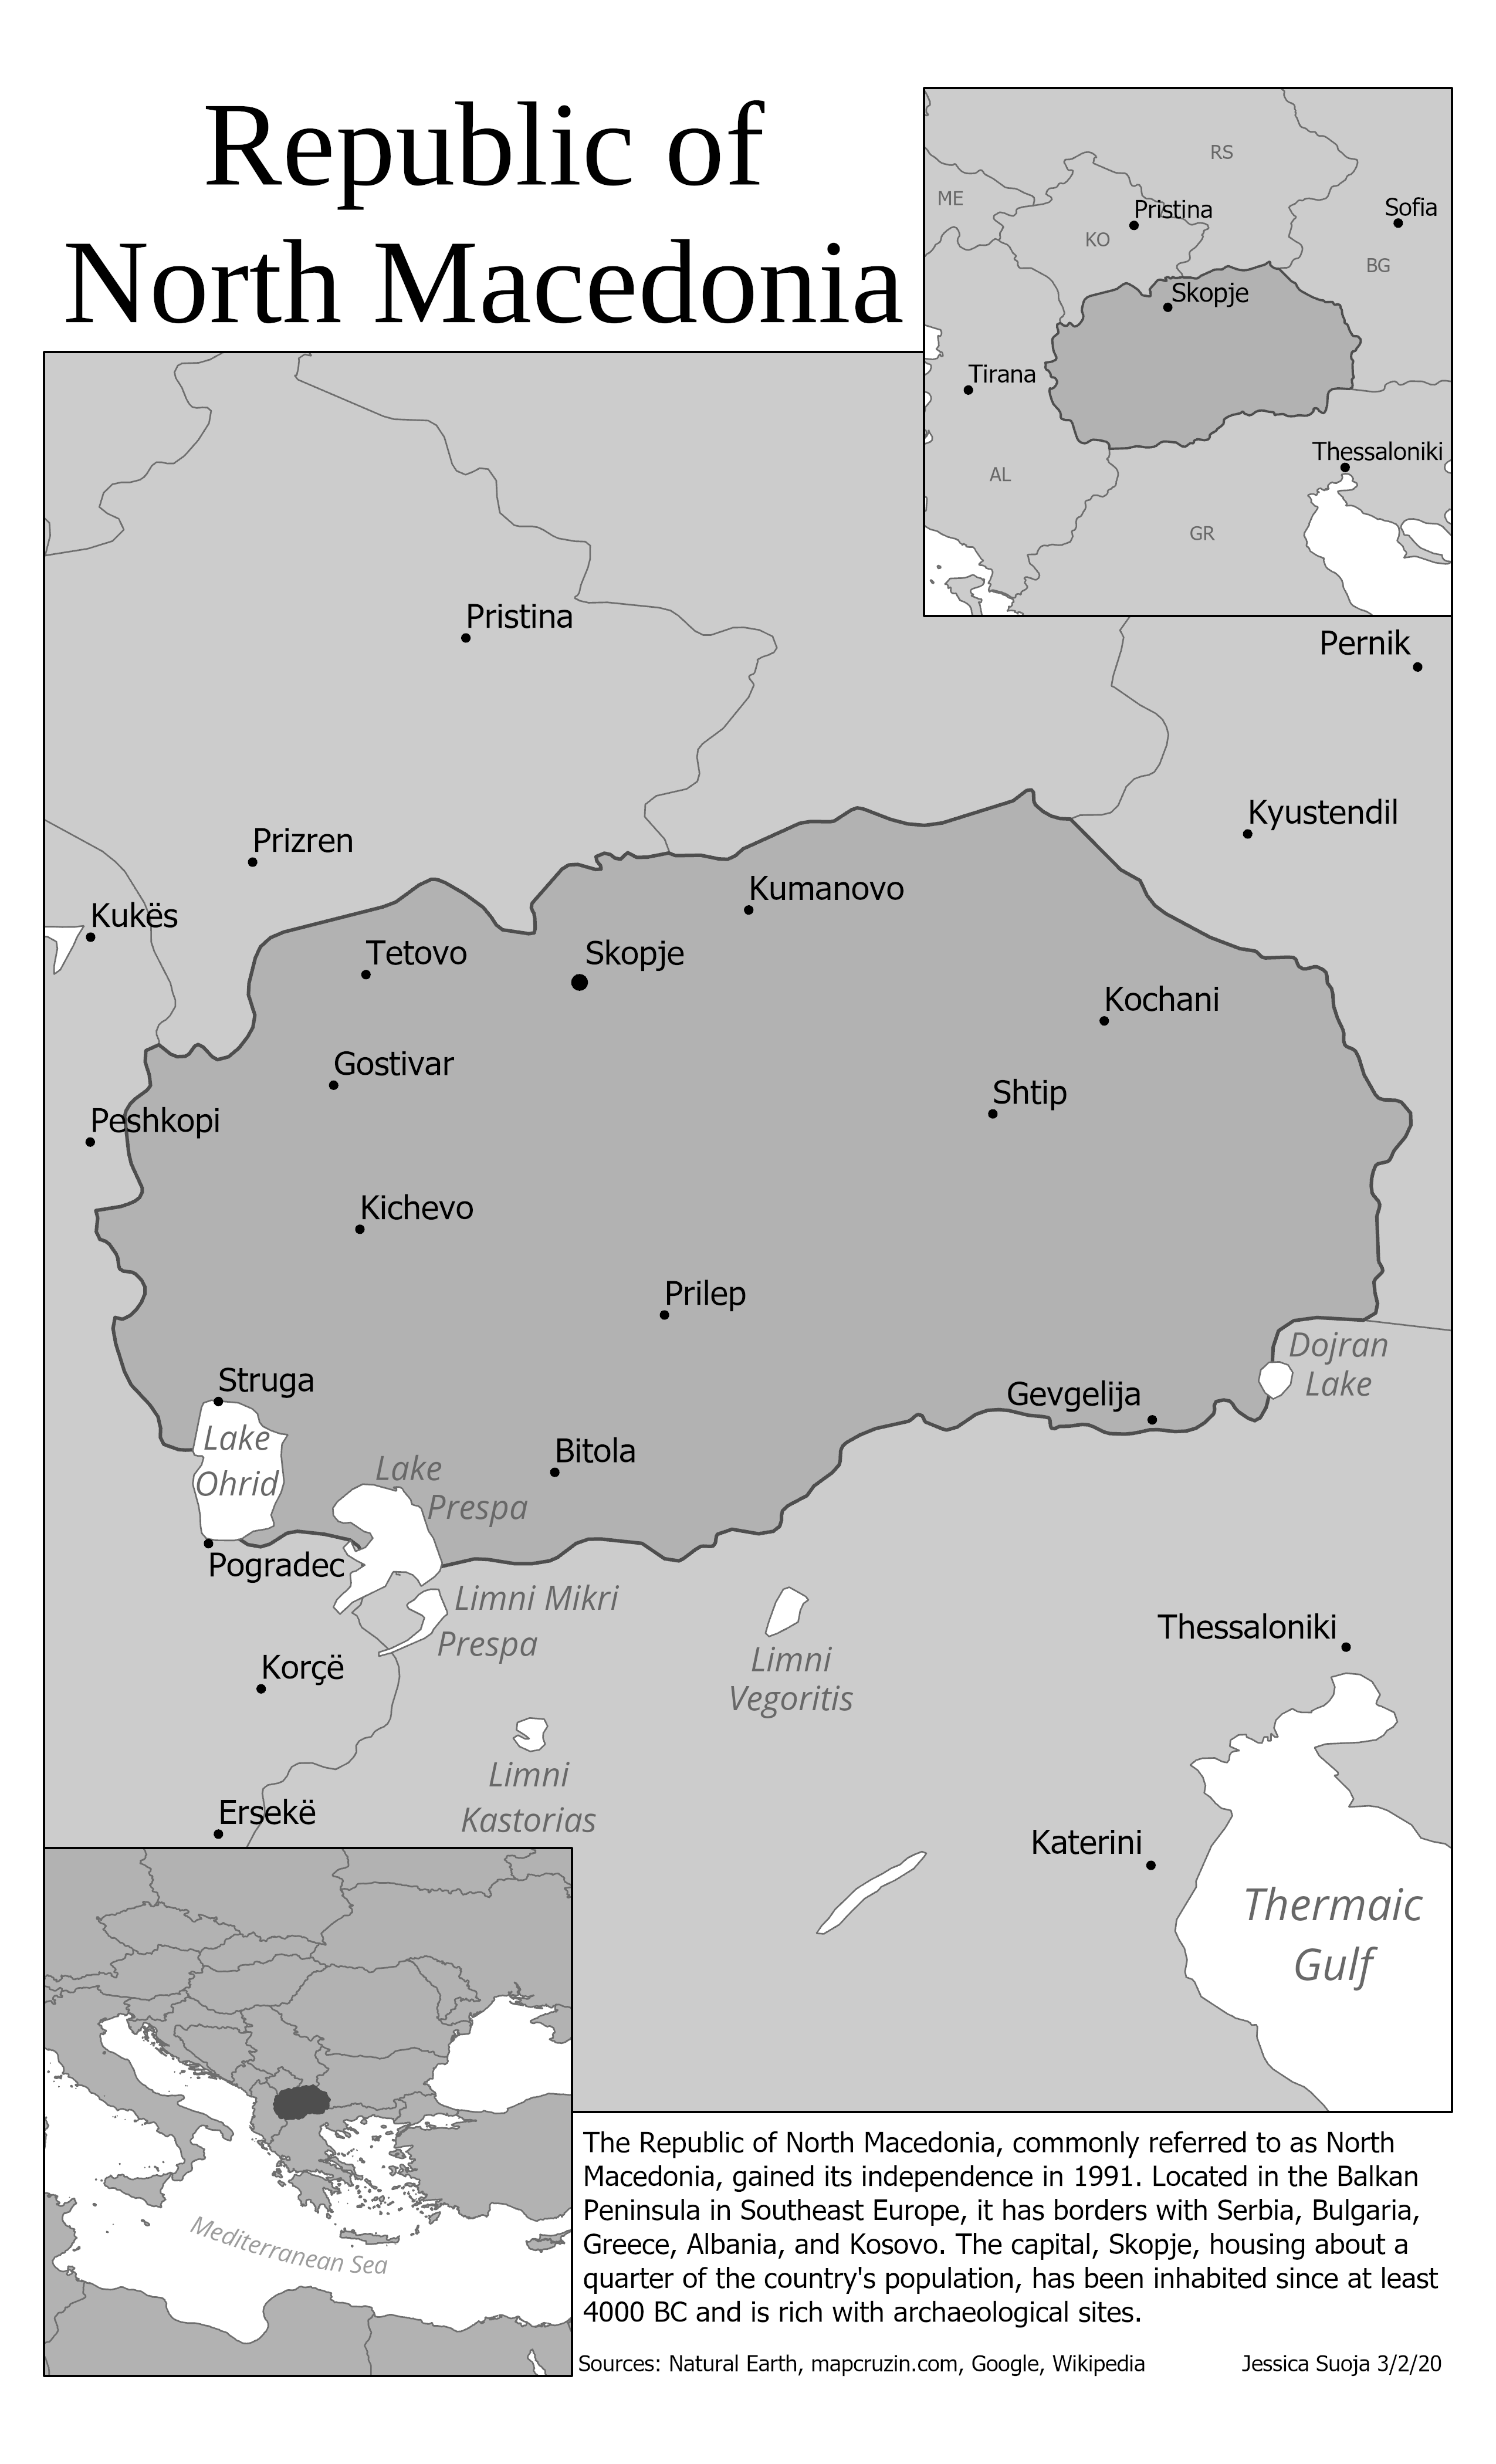 Republic of
North Macedonia
RS
ME
Pristina
Sofia
KO
BG
Skopje
Tirana
Thessaloniki
AL
GR
Pristina
Pernik
Kyustendil
Prizren
Kumanovo
Kukës
Tetovo
Skopje
Kochani
Gostivar
Shtip
Peshkopi
Kichevo
Prilep
Dojran
Lake
Struga
Gevgelija
Lake
Ohrid
Bitola
Lake
Prespa
Pogradec
Limni Mikri
Prespa
Thessaloniki
Limni
Vegoritis
Korçë
Limni
Kastorias
Ersekë
Katerini
Thermaic
Gulf
Mediterranean Sea
The Republic of North Macedonia, commonly referred to as North
Macedonia, gained its independence in 1991. Located in the Balkan
Peninsula in Southeast Europe, it has borders with Serbia, Bulgaria,
Greece, Albania, and Kosovo. The capital, Skopje, housing about a
quarter of the country's population, has been inhabited since at least
4000 BC and is rich with archaeological sites.
Sources: Natural Earth, mapcruzin.com, Google, Wikipedia
Jessica Suoja 3/2/20